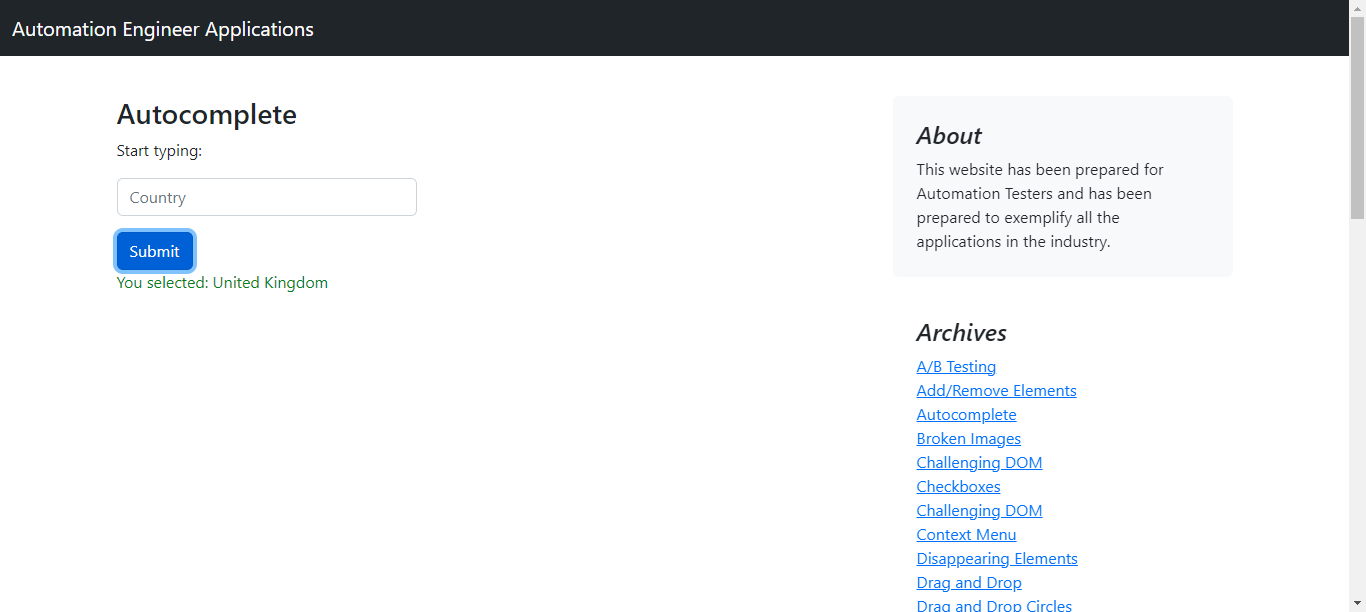 Automation Engineer Applications
Autocomplete
Start typing:
Country
Submit
You selected: United Kingdom
About
This website has been prepared for
Automation Testers and has been
prepared to exemplify all the
applications in the industry.
Archives
A/B Testing
Add/Remove Elements
Autocomplete
Broken Images
Challenging DOM
Checkboxes
Challenging DOM
Context Menu
Disappearing Elements
Drag and Drop
Drag and Drop Circles